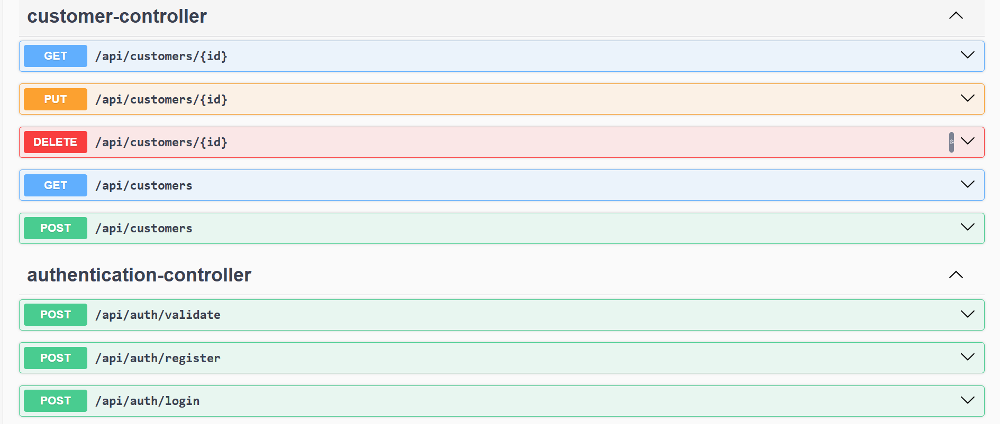 customer-controller
GET /api/customers/{id}
PUT /api/customers/{id}
DELETE /api/customers/{id}
GET /api/customers
POST /api/customers
authentication-controller
POST /api/auth/validate
POST /api/auth/register
POST /api/auth/login